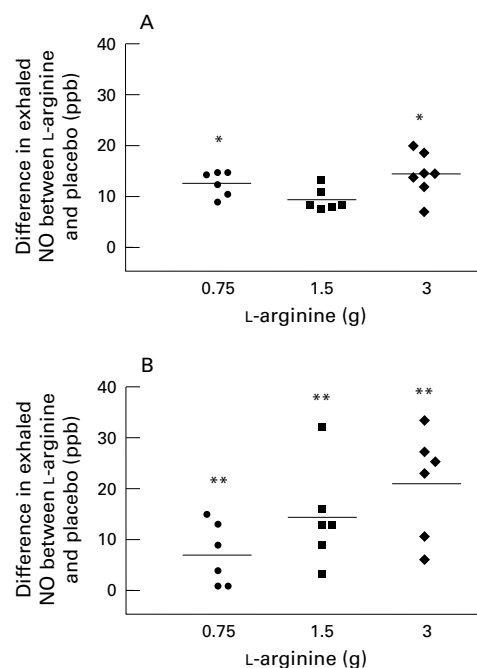 A
Difference in exhaled
NO between L-arginine
and placebo (ppb)
40
30
20
10
0
*
*
0.75 1.5 3
L-arginine (g)
B
Difference in exhaled
NO between L-arginine
and placebo (ppb)
40
30
20
10
0
**
**
**
0.75 1.5 3
L-arginine (g)